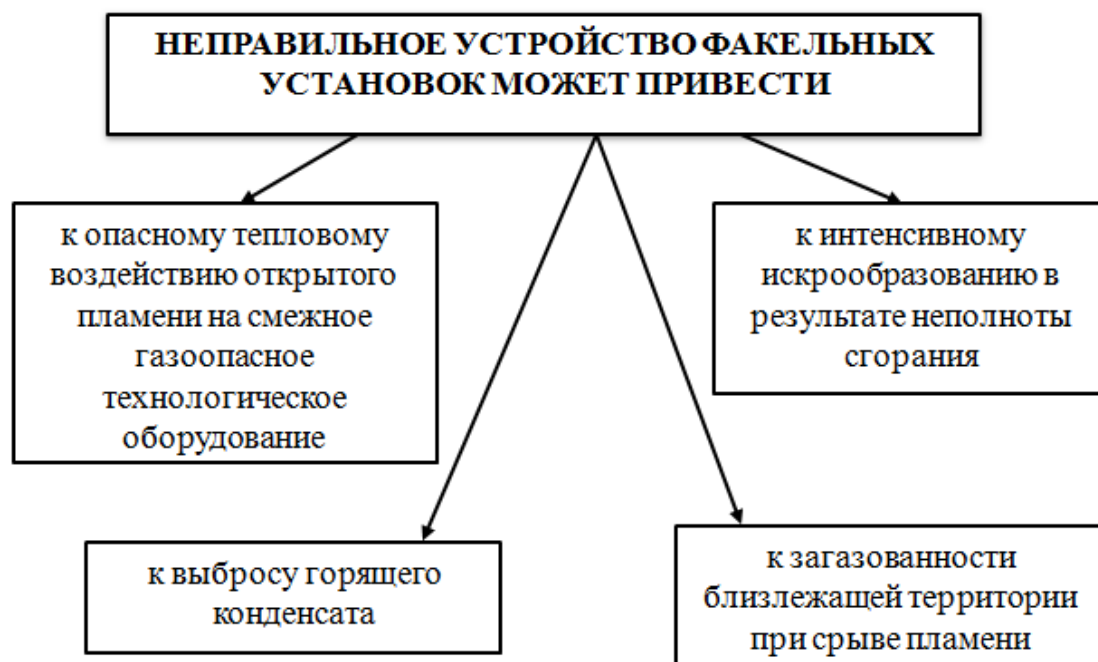 НЕПРАВИЛЬНОЕ УСТРОЙСТВО ФАКЕЛЬНЫХ
УСТАНОВОК МОЖЕТ ПРИВЕСТИ
к опасному тепловому
воздействию открытого
пламени на смежное
газоопасное
технологическое
оборудование
к интенсивному
искрообразованию в
результате неполноты
сгорания
к выбросу горящего
конденсата
к загазованности
близлежащей территории
при срыве пламени